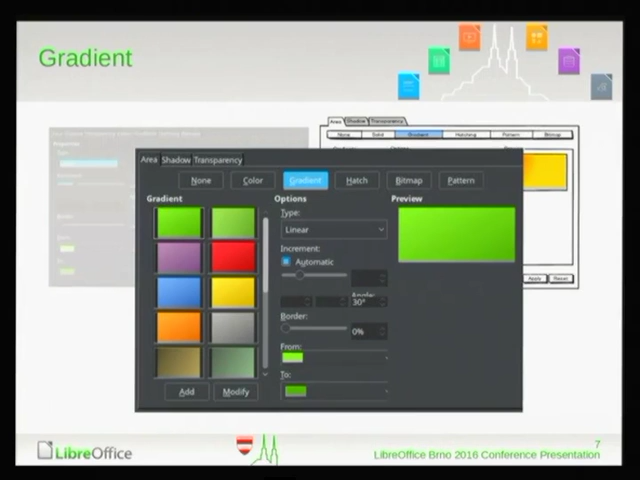 Gradient
Area Shadow Transparency
None Solid Gradient Hatching Pattern Bitmap
Area Shadow Transparency
None Color Gradient Hatch Bitmap Pattern
Gradient Options Preview
Type:
Linear
Increment:
Automatic
Angle:
30°
Border:
0%
From:
To:
Add Modify
Apply Reset
LibreOffice
7
LibreOffice Brno 2016 Conference Presentation